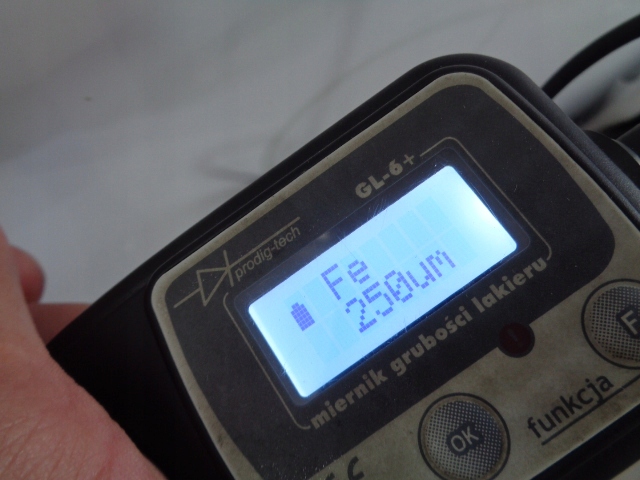 GL-6+
prodig-tech
Fe
250um
miernik grubości lakieru
F
OK
funkcja